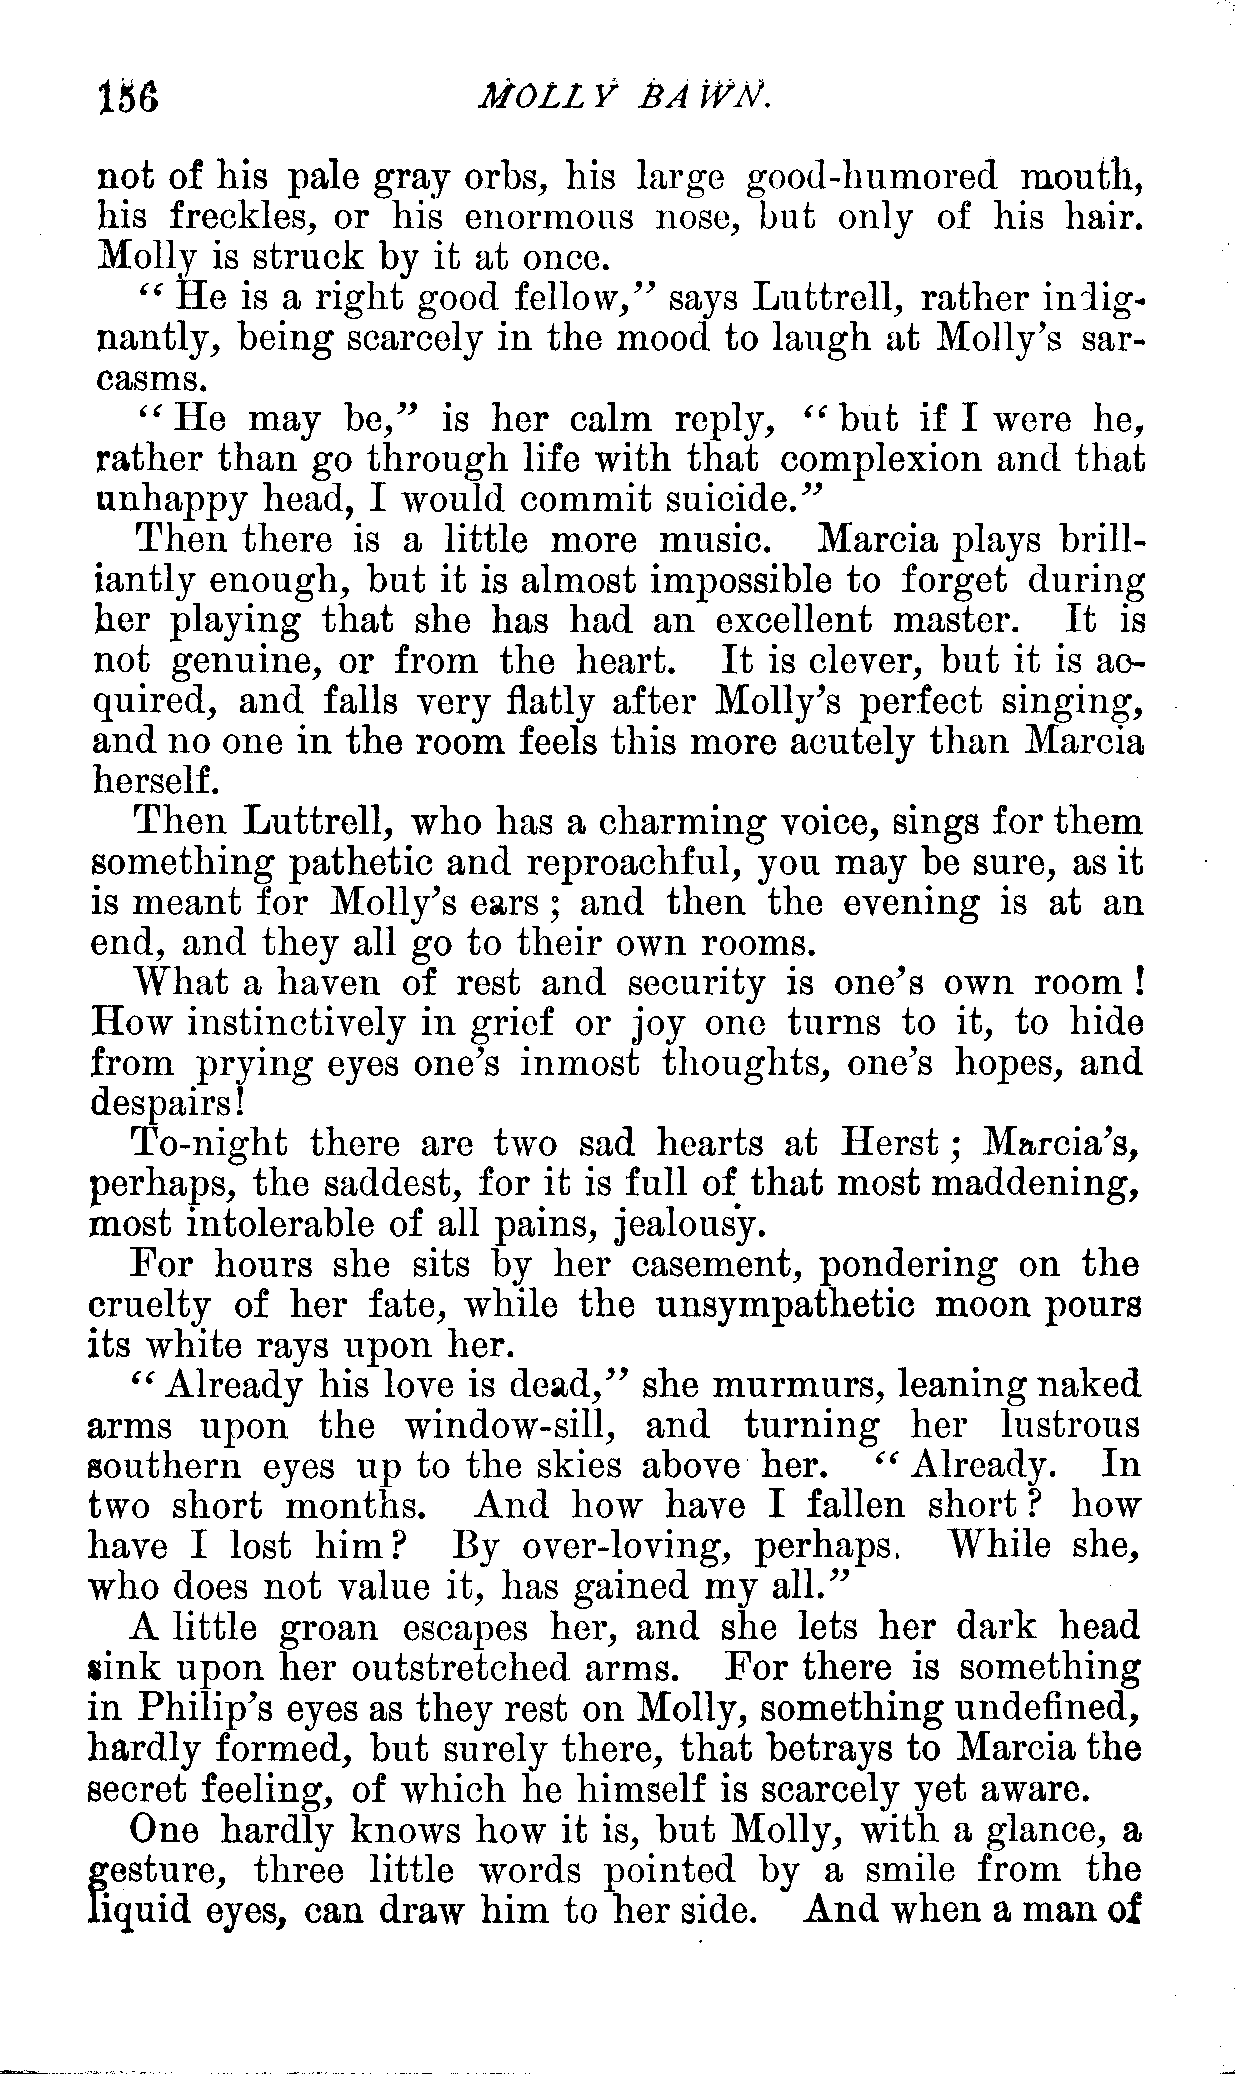 156 MOLLY BAWN.
not of his pale gray orbs, his large good-humored mouth,
his freckles, or his enormous nose, but only of his hair.
Molly is struck by it at once.
“He is a right good fellow,” says Luttrell, rather indig-
nantly, being scarcely in the mood to laugh at Molly’s sar-
casms.
“He may be,” is her calm reply, “but if I were he,
rather than go through life with that complexion and that
unhappy head, I would commit suicide.”
Then there is a little more music. Marcia plays brill-
iantly enough, but it is almost impossible to forget during
her playing that she has had an excellent master. It is
not genuine, or from the heart. It is clever, but it is ac-
quired, and falls very flatly after Molly’s perfect singing,
and no one in the room feels this more acutely than Marcia
herself.
Then Luttrell, who has a charming voice, sings for them
something pathetic and reproachful, you may be sure, as it
is meant for Molly’s ears; and then the evening is at an
end, and they all go to their own rooms.
What a haven of rest and security is one’s own room!
How instinctively in grief or joy one turns to it, to hide
from prying eyes one’s inmost thoughts, one’s hopes, and
despairs!
To-night there are two sad hearts at Herst; Marcia’s,
perhaps, the saddest, for it is full of that most maddening,
most intolerable of all pains, jealousy.
For hours she sits by her casement, pondering on the
cruelty of her fate, while the unsympathetic moon pours
its white rays upon her.
“Already his love is dead,” she murmurs, leaning naked
arms upon the window-sill, and turning her lustrous
southern eyes up to the skies above her. “Already. In
two short months. And how have I fallen short? how
have I lost him? By over-loving, perhaps. While she,
who does not value it, has gained my all.”
A little groan escapes her, and she lets her dark head
sink upon her outstretched arms. For there is something
in Philip’s eyes as they rest on Molly, something undefined,
hardly formed, but surely there, that betrays to Marcia the
secret feeling, of which he himself is scarcely yet aware.
One hardly knows how it is, but Molly, with a glance, a
gesture, three little words pointed by a smile from the
liquid eyes, can draw him to her side. And when a man of